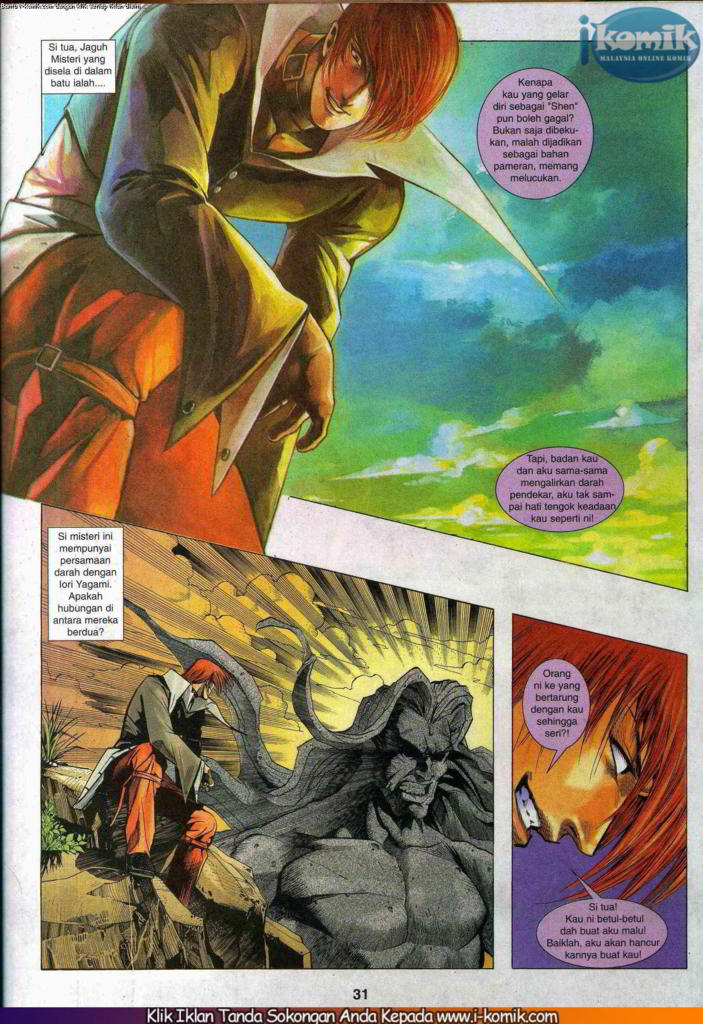 iKomik
MALAYSIA ONLINE KOMIK
Si tua, Jaguh
Misteri yang
disela di dalam
batu ialah....
Kenapa
kau yang gelar
diri sebagai "Shen"
pun boleh gagal?
Bukan saja dibeku-
kan, malah dijadikan
sebagai bahan
pameran, memang
melucukan.
Tapi, badan kau
dan aku sama-sama
mengalirkan darah
pendekar, aku tak sam-
pai hati tengok keadaan
kau seperti ni!
Si misteri ini
mempunyai
persamaan
darah dengan
Iori Yagami.
Apakah
hubungan di
antara mereka
berdua?
Orang
ni ke yang
bertarung
dengan kau
sehingga
seri?!
Si tua!
Kau ni betul-betul
dah buat aku malu!
Baiklah, aku akan hancur
kannya buat kau!
31
Klik Iklan Tanda Sokongan Anda Kepada www.i-komik.com